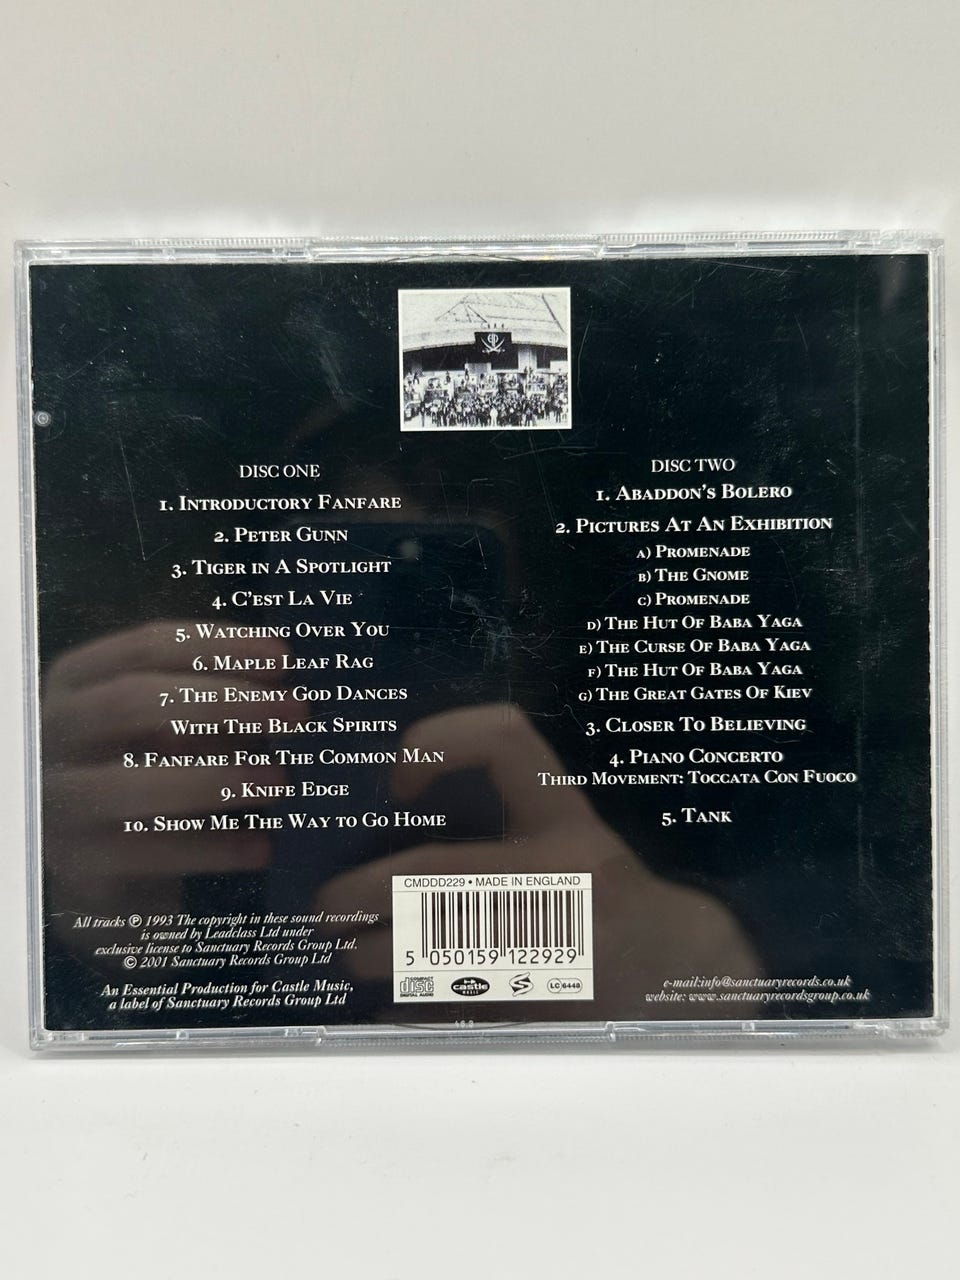 DISC ONE
1. Introductory Fanfare
2. Peter Gunn
3. Tiger in A Spotlight
4. C'est La Vie
5. Watching Over You
6. Maple Leaf Rag
7. The Enemy God Dances
With The Black Spirits
8. Fanfare For The Common Man
9. Knife Edge
10. Show Me The Way to Go Home
DISC TWO
1. Abaddon's Bolero
2. Pictures At An Exhibition
a) Promenade
b) The Gnome
c) Promenade
d) The Hut Of Baba Yaga
e) The Curse Of Baba Yaga
f) The Hut Of Baba Yaga
g) The Great Gates Of Kiev
3. Closer To Believing
4. Piano Concerto
Third Movement: Toccata Con Fuoco
5. Tank
All tracks ℗ 1993 The copyright in these sound recordings
is owned by Leadclass Ltd under
exclusive license to Sanctuary Records Group Ltd.
© 2001 Sanctuary Records Group Ltd
An Essential Production for Castle Music,
a label of Sanctuary Records Group Ltd
CMDDD229 • MADE IN ENGLAND
5 050159 122929
COMPACT disc DIGITAL AUDIO
castle MUSIC
LC 6448
e-mail:info@sanctuaryrecords.co.uk
website: www.sanctuaryrecordsgroup.co.uk